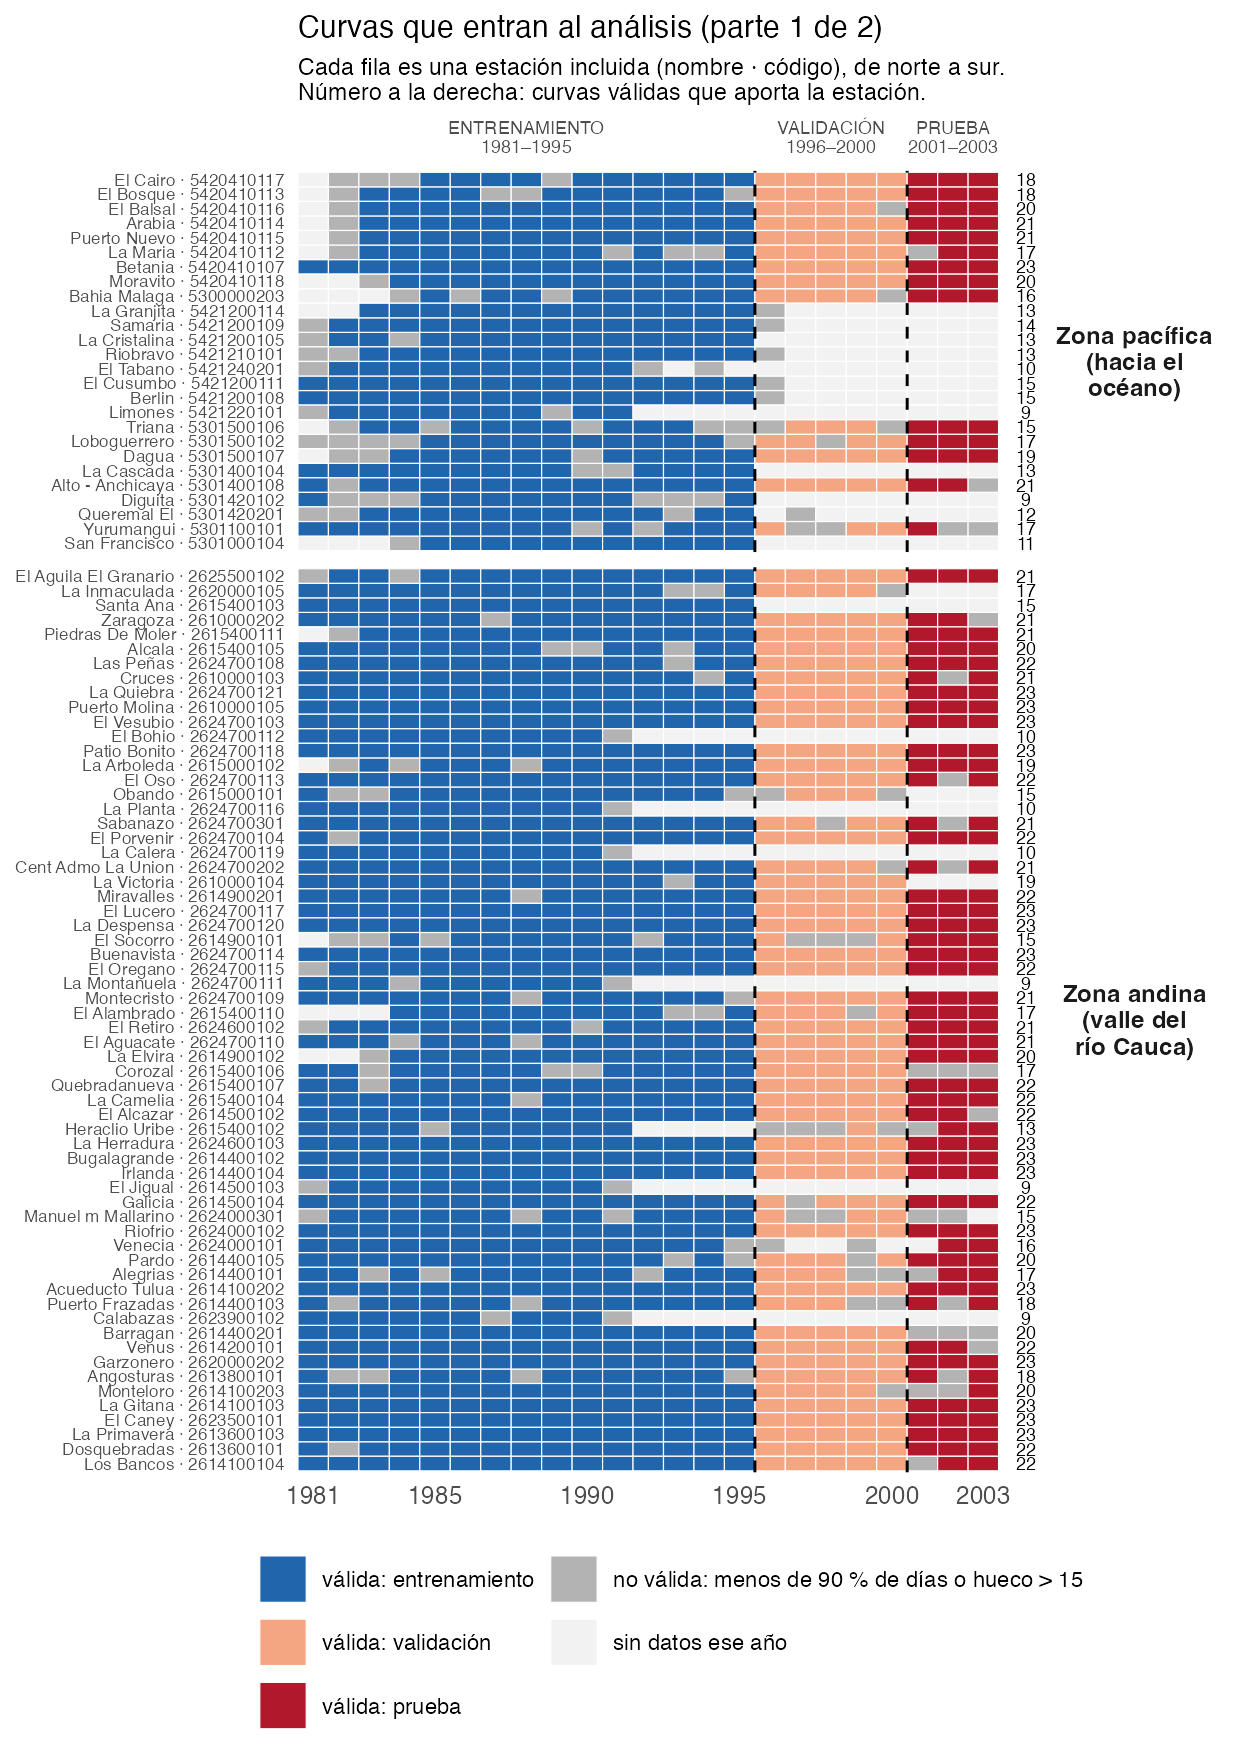 Curvas que entran al análisis (parte 1 de 2)
Cada fila es una estación incluida (nombre · código), de norte a sur.
Número a la derecha: curvas válidas que aporta la estación.
ENTRENAMIENTO VALIDACIÓN PRUEBA
1981–1995 1996–2000 2001–2003
El Cairo · 5420410117 18
El Bosque · 5420410113 18
El Balsal · 5420410116 20
Arabia · 5420410114 21
Puerto Nuevo · 5420410115 21
La Maria · 5420410112 17
Betania · 5420410107 23
Moravito · 5420410118 20
Bahia Malaga · 5300000203 16
La Granjita · 5421200114 13
Samaria · 5421200109 14
La Cristalina · 5421200105 13
Riobravo · 5421210101 13
El Tabano · 5421240201 10
El Cusumbo · 5421200111 15
Berlin · 5421200108 15
Limones · 5421220101 9
Triana · 5301500106 15
Loboguerrero · 5301500102 17
Dagua · 5301500107 19
La Cascada · 5301400104 13
Alto - Anchicaya · 5301400108 21
Diguita · 5301420102 9
Queremal El · 5301420201 12
Yurumangui · 5301100101 17
San Francisco · 5301000104 11
Zona pacífica
(hacia el
océano)
El Aguila El Granario · 2625500102 21
La Inmaculada · 2620000105 17
Santa Ana · 2615400103 15
Zaragoza · 2610000202 21
Piedras De Moler · 2615400111 21
Alcala · 2615400105 20
Las Peñas · 2624700108 22
Cruces · 2610000103 21
La Quiebra · 2624700121 23
Puerto Molina · 2610000105 23
El Vesubio · 2624700103 23
El Bohio · 2624700112 10
Patio Bonito · 2624700118 23
La Arboleda · 2615000102 19
El Oso · 2624700113 22
Obando · 2615000101 15
La Planta · 2624700116 10
Sabanazo · 2624700301 21
El Porvenir · 2624700104 22
La Calera · 2624700119 10
Cent Admo La Union · 2624700202 21
La Victoria · 2610000104 19
Miravalles · 2614900201 22
El Lucero · 2624700117 23
La Despensa · 2624700120 23
El Socorro · 2614900101 15
Buenavista · 2624700114 23
El Oregano · 2624700115 22
La Montañuela · 2624700111 9
Montecristo · 2624700109 21
El Alambrado · 2615400110 17
El Retiro · 2624600102 21
El Aguacate · 2624700110 21
La Elvira · 2614900102 20
Corozal · 2615400106 17
Quebradanueva · 2615400107 22
La Camelia · 2615400104 22
El Alcazar · 2614500102 22
Heraclio Uribe · 2615400102 13
La Herradura · 2624600103 23
Bugalagrande · 2614400102 23
Irlanda · 2614400104 23
El Jigual · 2614500103 9
Galicia · 2614500104 22
Manuel m Mallarino · 2624000301 15
Riofrio · 2624000102 23
Venecia · 2624000101 16
Pardo · 2614400105 20
Alegrias · 2614400101 17
Acueducto Tulua · 2614100202 23
Puerto Frazadas · 2614400103 18
Calabazas · 2623900102 9
Barragan · 2614400201 20
Venus · 2614200101 22
Garzonero · 2620000202 23
Angosturas · 2613800101 18
Monteloro · 2614100203 20
La Gitana · 2614100103 23
El Caney · 2623500101 23
La Primavera · 2613600103 23
Dosquebradas · 2613600101 22
Los Bancos · 2614100104 22
Zona andina
(valle del
río Cauca)
1981 1985 1990 1995 2000 2003
válida: entrenamiento no válida: menos de 90 % de días o hueco > 15
válida: validación sin datos ese año
válida: prueba